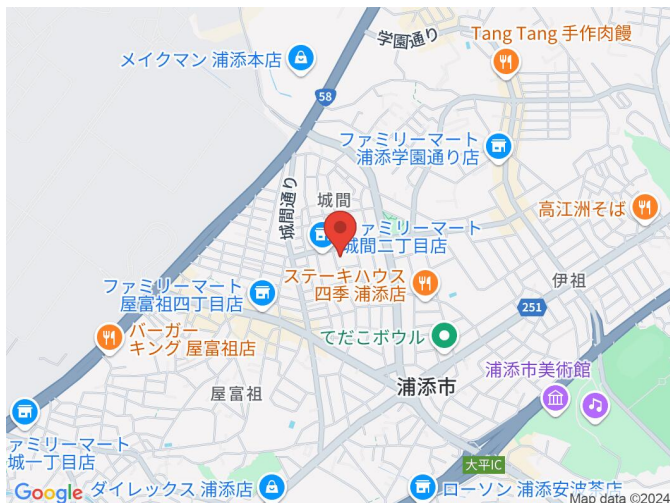 学園通り
Tang Tang 手作肉饅
メイクマン 浦添本店
58
ファミリーマート
浦添学園通り店
城間通り
城間
高江洲そば
ファミリーマート
城間二丁目店
ステーキハウス
四季 浦添店
伊祖
ファミリーマート
屋富祖四丁目店
251
バーガー
キング 屋富祖店
てだこボウル
浦添市美術館
屋富祖
浦添市
ァミリーマート
城一丁目店
大平IC
Google
ダイレックス 浦添店
ローソン 浦添安波茶店
Map data ©2024